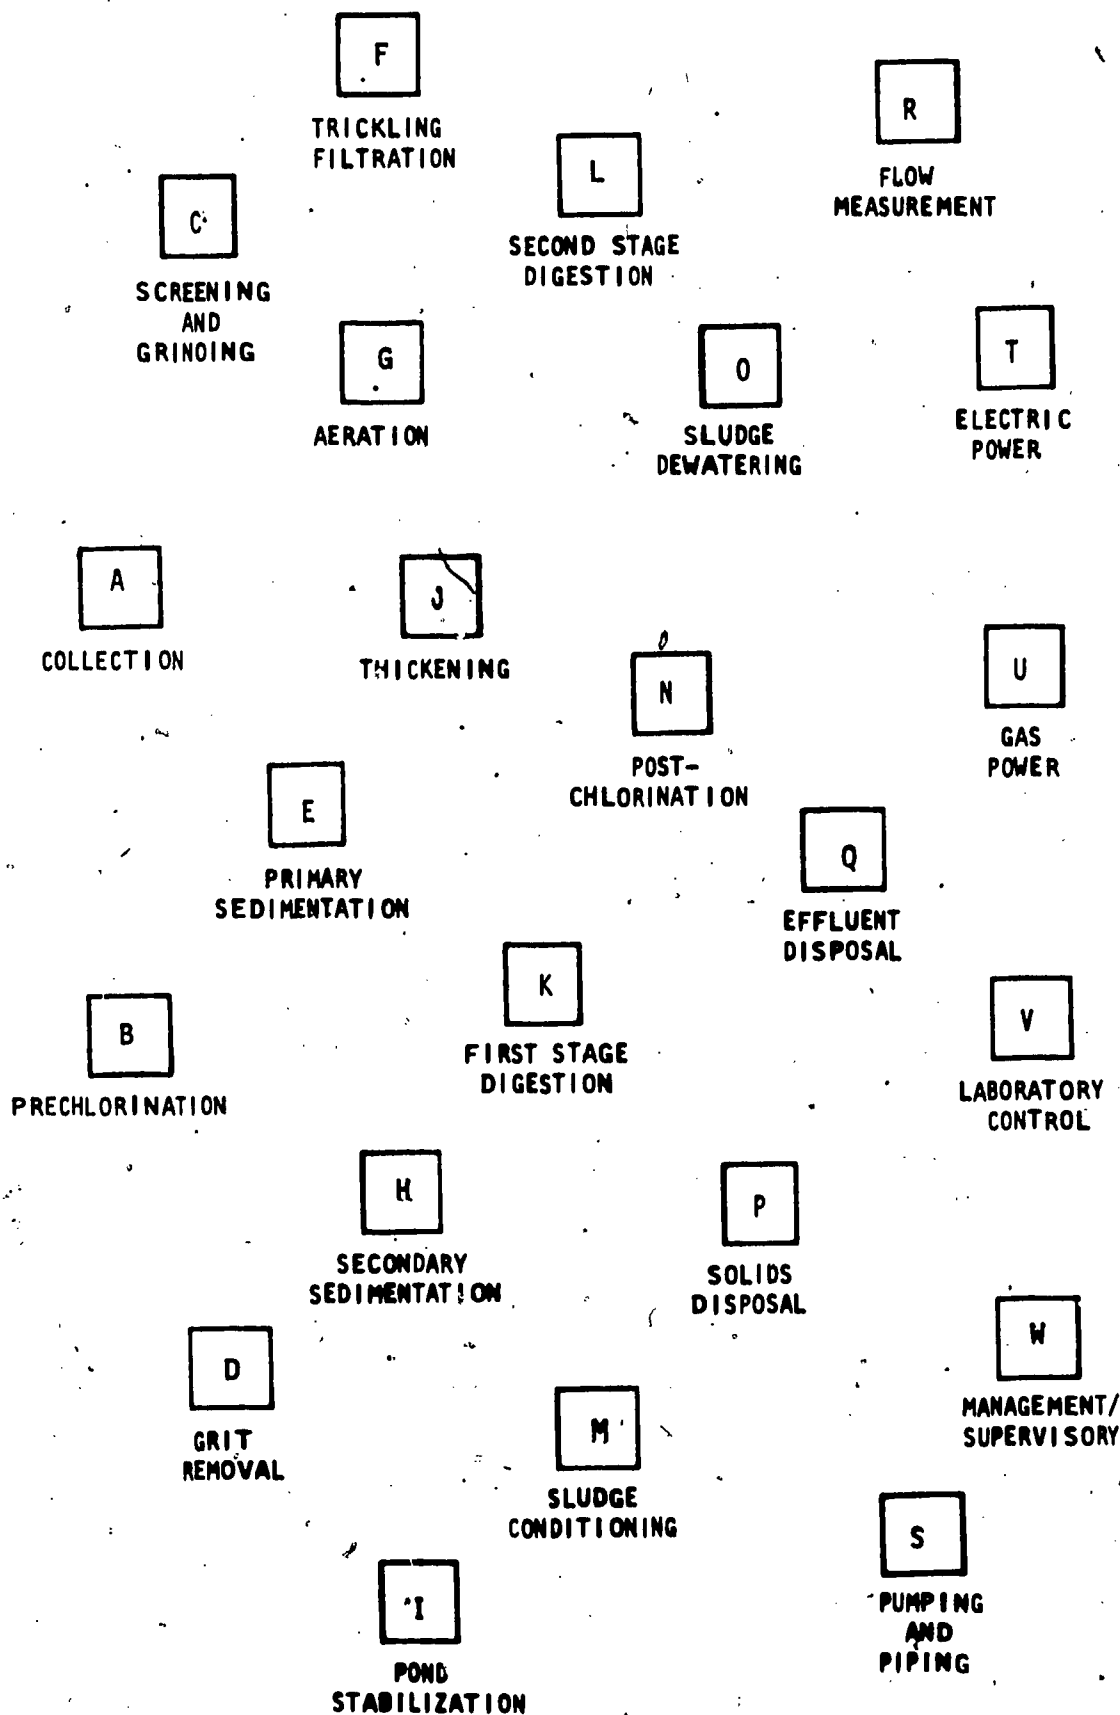 F
TRICKLING
FILTRATION
R
FLOW
MEASUREMENT
L
SECOND STAGE
DIGESTION
C
SCREENING
AND
GRINDING
G
AERATION
O
SLUDGE
DEWATERING
T
ELECTRIC
POWER
A
COLLECTION
J
THICKENING
N
POST-
CHLORINATION
U
GAS
POWER
E
PRIMARY
SEDIMENTATION
Q
EFFLUENT
DISPOSAL
K
FIRST STAGE
DIGESTION
B
PRECHLORINATION
V
LABORATORY
CONTROL
H
SECONDARY
SEDIMENTATION
P
SOLIDS
DISPOSAL
D
GRIT
REMOVAL
W
MANAGEMENT/
SUPERVISORY
M
SLUDGE
CONDITIONING
S
PUMPING
AND
PIPING
I
POND
STABILIZATION